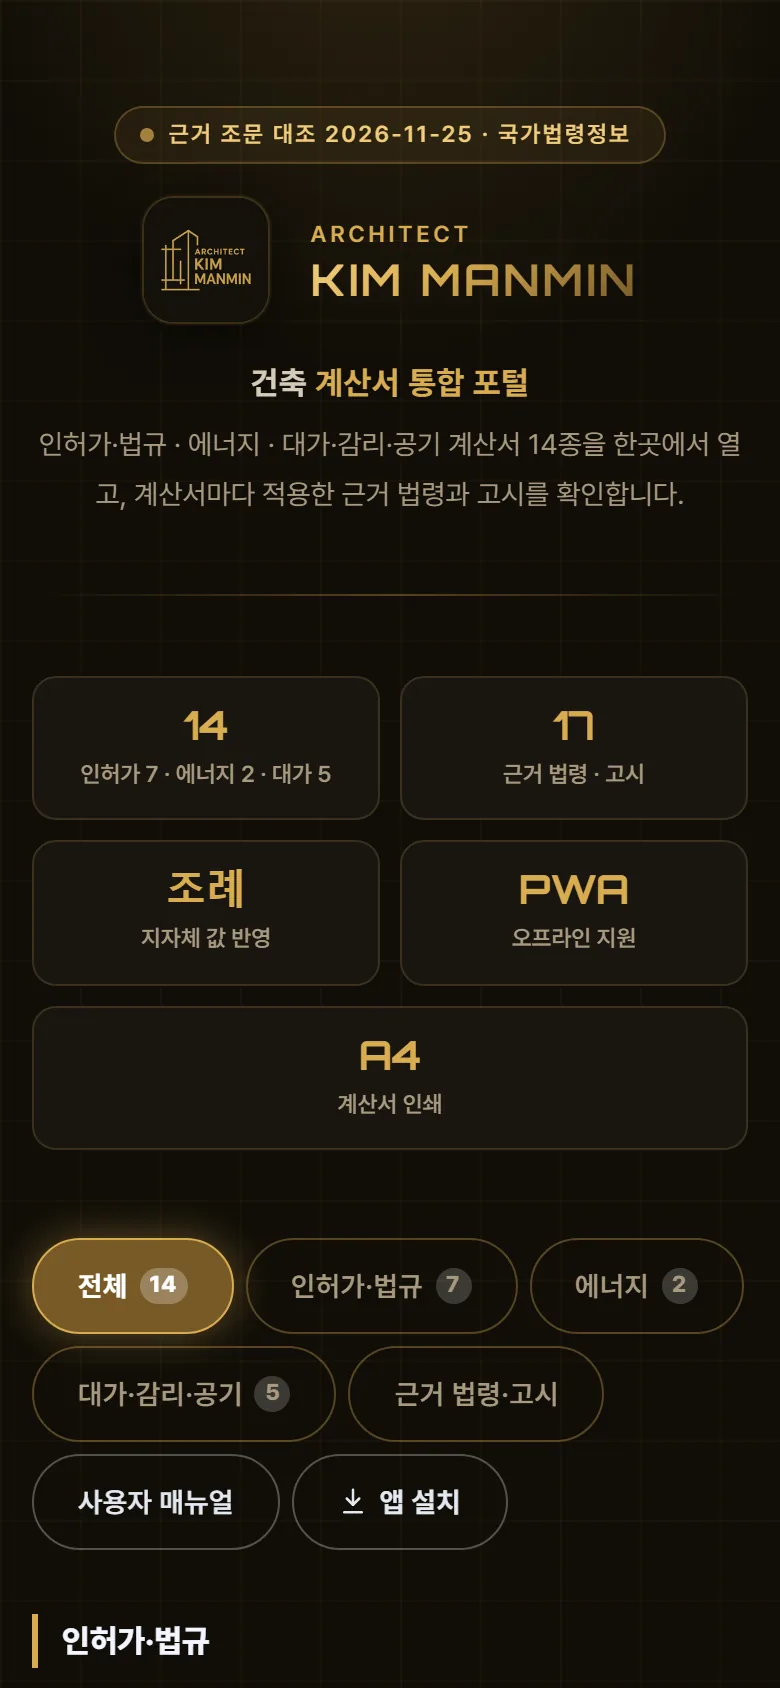 근거 조문 대조 2026-11-25 · 국가법령정보
ARCHITECT
KIM
MANMIN
ARCHITECT
KIM MANMIN
건축 계산서 통합 포털
인허가·법규 · 에너지 · 대가·감리·공기 계산서 14종을 한곳에서 열
고, 계산서마다 적용한 근거 법령과 고시를 확인합니다.
14
인허가 7 · 에너지 2 · 대가 5
17
근거 법령 · 고시
조례
지자체 값 반영
PWA
오프라인 지원
A4
계산서 인쇄
전체 14
인허가·법규 7
에너지 2
대가·감리·공기 5
근거 법령·고시
사용자 매뉴얼
앱 설치
인허가·법규